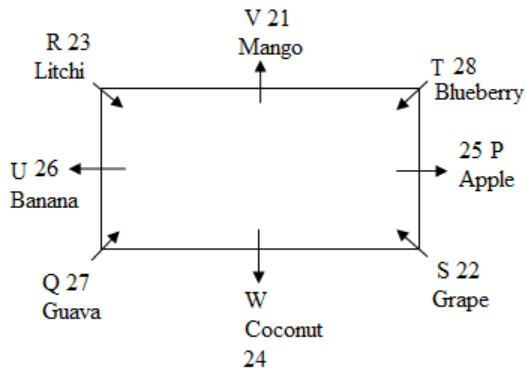 V 21
Mango
R 23
Litchi
T 28
Blueberry
U 26
Banana
25 P
Apple
Q 27
Guava
W
Coconut
24
S 22
Grape